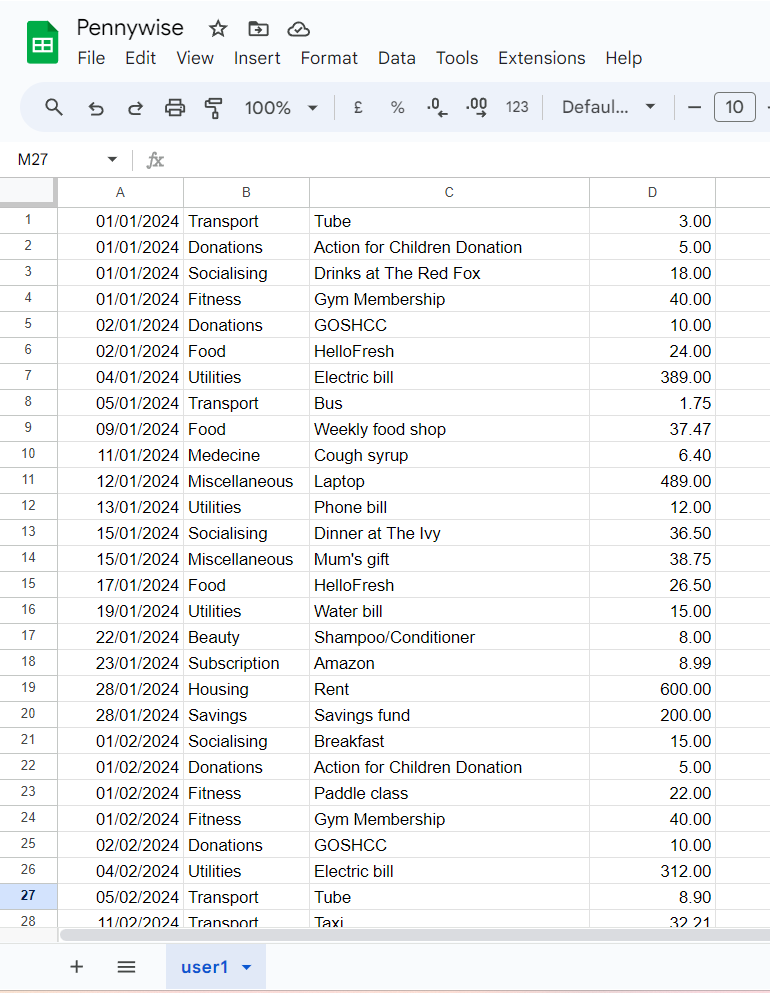 Pennywise
File Edit View Insert Format Data Tools Extensions Help
100% £ % .0 .00 123 Defaul... 10
M27 fx
A B C D
1 01/01/2024 Transport Tube 3.00
2 01/01/2024 Donations Action for Children Donation 5.00
3 01/01/2024 Socialising Drinks at The Red Fox 18.00
4 01/01/2024 Fitness Gym Membership 40.00
5 02/01/2024 Donations GOSHCC 10.00
6 02/01/2024 Food HelloFresh 24.00
7 04/01/2024 Utilities Electric bill 389.00
8 05/01/2024 Transport Bus 1.75
9 09/01/2024 Food Weekly food shop 37.47
10 11/01/2024 Medecine Cough syrup 6.40
11 12/01/2024 Miscellaneous Laptop 489.00
12 13/01/2024 Utilities Phone bill 12.00
13 15/01/2024 Socialising Dinner at The Ivy 36.50
14 15/01/2024 Miscellaneous Mum's gift 38.75
15 17/01/2024 Food HelloFresh 26.50
16 19/01/2024 Utilities Water bill 15.00
17 22/01/2024 Beauty Shampoo/Conditioner 8.00
18 23/01/2024 Subscription Amazon 8.99
19 28/01/2024 Housing Rent 600.00
20 28/01/2024 Savings Savings fund 200.00
21 01/02/2024 Socialising Breakfast 15.00
22 01/02/2024 Donations Action for Children Donation 5.00
23 01/02/2024 Fitness Paddle class 22.00
24 01/02/2024 Fitness Gym Membership 40.00
25 02/02/2024 Donations GOSHCC 10.00
26 04/02/2024 Utilities Electric bill 312.00
27 05/02/2024 Transport Tube 8.90
28 11/02/2024 Transport Taxi 32.21
user1